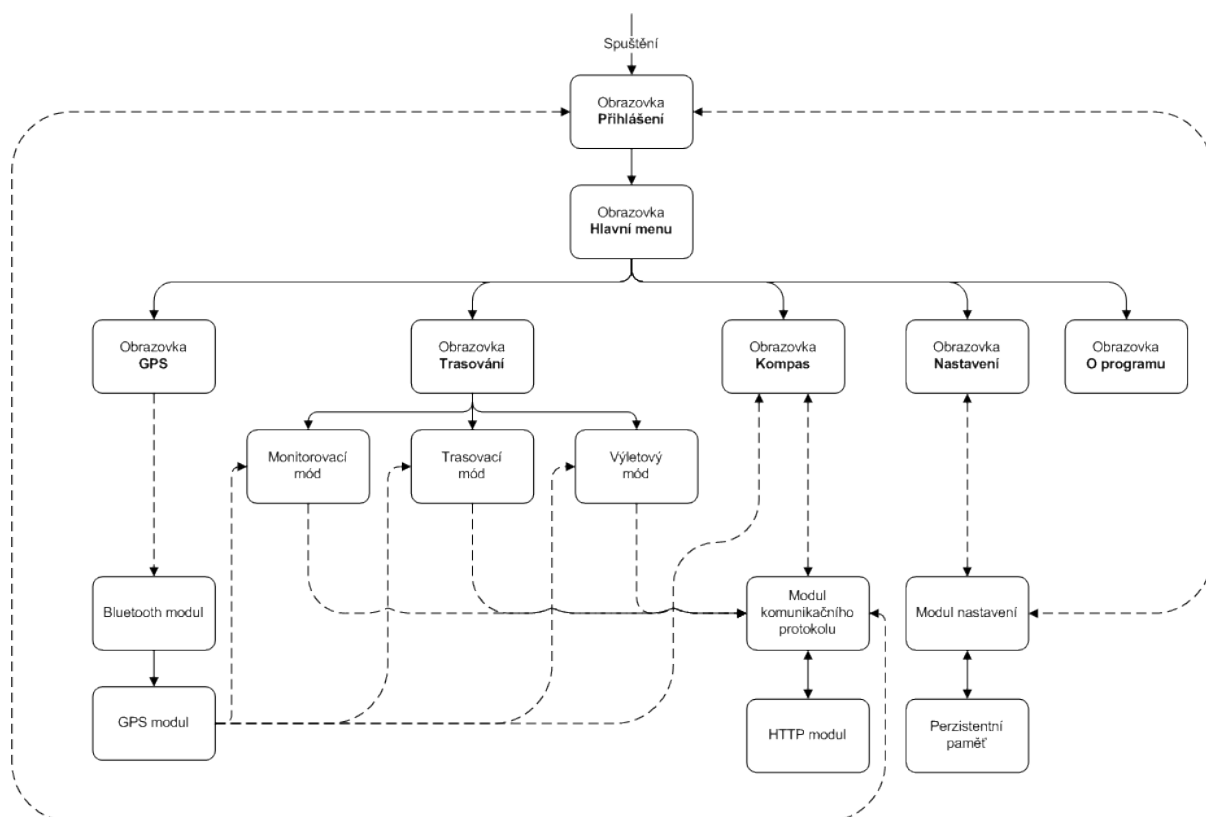 Spuštění
Obrazovka
Přihlášení
Obrazovka
Hlavní menu
Obrazovka
GPS
Obrazovka
Trasování
Obrazovka
Kompas
Obrazovka
Nastavení
Obrazovka
O programu
Monitorovací
mód
Trasovací
mód
Výletový
mód
Bluetooth modul
Modul
komunikačního
protokolu
Modul nastavení
GPS modul
HTTP modul
Perzistentní
paměť